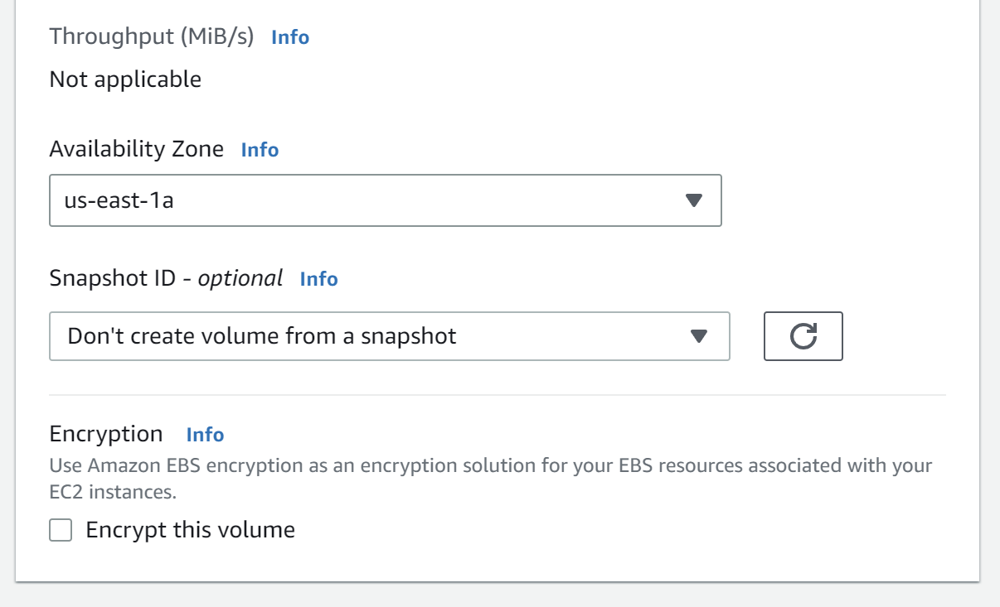 Throughput (MiB/s) Info
Not applicable
Availability Zone Info
us-east-1a
Snapshot ID - optional Info
Don't create volume from a snapshot
Encryption Info
Use Amazon EBS encryption as an encryption solution for your EBS resources associated with your
EC2 instances.
Encrypt this volume